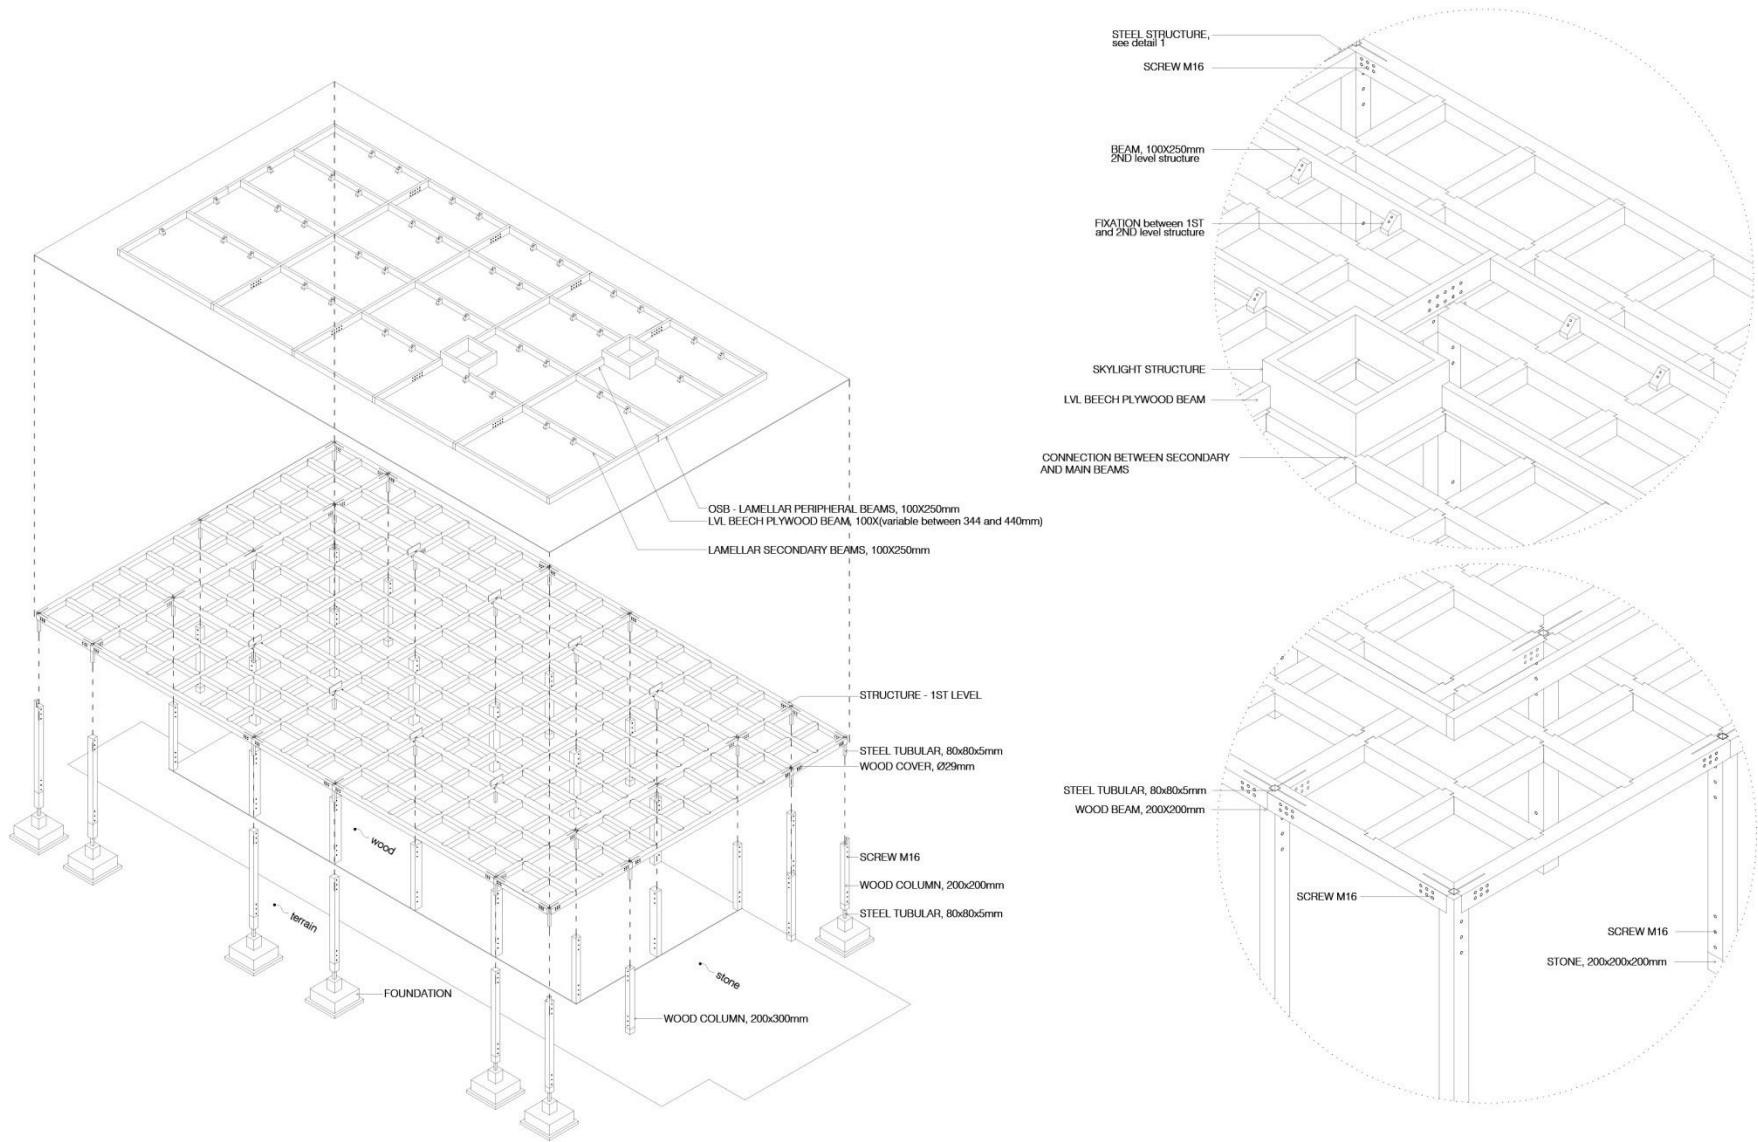 OSB - LAMELLAR PERIPHERAL BEAMS, 100X250mm
LVL BEECH PLYWOOD BEAM, 100X(variable between 344 and 440mm)
LAMELLAR SECONDARY BEAMS, 100X250mm
STRUCTURE - 1ST LEVEL
STEEL TUBULAR, 80x80x5mm
WOOD COVER, Ø29mm
wood
SCREW M16
WOOD COLUMN, 200x200mm
terrain
STEEL TUBULAR, 80x80x5mm
stone
FOUNDATION
WOOD COLUMN, 200x300mm
STEEL STRUCTURE,
see detail 1
SCREW M16
BEAM, 100X250mm
2ND level structure
FIXATION between 1ST
and 2ND level structure
SKYLIGHT STRUCTURE
LVL BEECH PLYWOOD BEAM
CONNECTION BETWEEN SECONDARY
AND MAIN BEAMS
STEEL TUBULAR, 80x80x5mm
WOOD BEAM, 200X200mm
SCREW M16
SCREW M16
STONE, 200x200x200mm